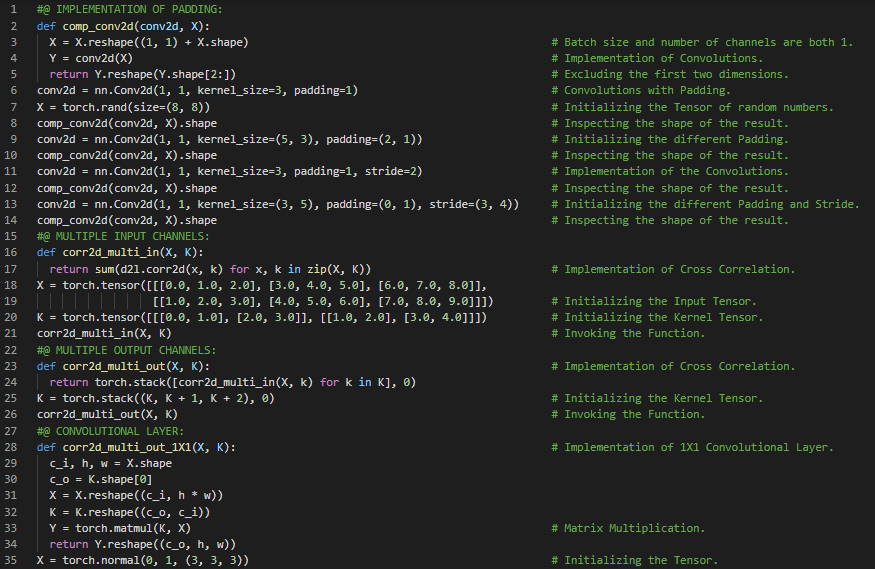 1 #@ IMPLEMENTATION OF PADDING:
2 def comp_conv2d(conv2d, X):
3 X = X.reshape((1, 1) + X.shape) # Batch size and number of channels are both 1.
4 Y = conv2d(X) # Implementation of Convolutions.
5 return Y.reshape(Y.shape[2:]) # Excluding the first two dimensions.
6 conv2d = nn.Conv2d(1, 1, kernel_size=3, padding=1) # Convolutions with Padding.
7 X = torch.rand(size=(8, 8)) # Initializing the Tensor of random numbers.
8 comp_conv2d(conv2d, X).shape # Inspecting the shape of the result.
9 conv2d = nn.Conv2d(1, 1, kernel_size=(5, 3), padding=(2, 1)) # Initializing the different Padding.
10 comp_conv2d(conv2d, X).shape # Inspecting the shape of the result.
11 conv2d = nn.Conv2d(1, 1, kernel_size=3, padding=1, stride=2) # Implementation of the Convolutions.
12 comp_conv2d(conv2d, X).shape # Inspecting the shape of the result.
13 conv2d = nn.Conv2d(1, 1, kernel_size=(3, 5), padding=(0, 1), stride=(3, 4)) # Initializing the different Padding and Stride.
14 comp_conv2d(conv2d, X).shape # Inspecting the shape of the result.
15 #@ MULTIPLE INPUT CHANNELS:
16 def corr2d_multi_in(X, K):
17 return sum(d2l.corr2d(x, k) for x, k in zip(X, K)) # Implementation of Cross Correlation.
18 X = torch.tensor([[[0.0, 1.0, 2.0], [3.0, 4.0, 5.0], [6.0, 7.0, 8.0]],
19 [[1.0, 2.0, 3.0], [4.0, 5.0, 6.0], [7.0, 8.0, 9.0]]]) # Initializing the Input Tensor.
20 K = torch.tensor([[[0.0, 1.0], [2.0, 3.0]], [[1.0, 2.0], [3.0, 4.0]]]) # Initializing the Kernel Tensor.
21 corr2d_multi_in(X, K) # Invoking the Function.
22 #@ MULTIPLE OUTPUT CHANNELS:
23 def corr2d_multi_out(X, K): # Implementation of Cross Correlation.
24 return torch.stack([corr2d_multi_in(X, k) for k in K], 0)
25 K = torch.stack((K, K + 1, K + 2), 0) # Initializing the Kernel Tensor.
26 corr2d_multi_out(X, K) # Invoking the Function.
27 #@ CONVOLUTIONAL LAYER:
28 def corr2d_multi_out_1X1(X, K): # Implementation of 1X1 Convolutional Layer.
29 c_i, h, w = X.shape
30 c_o = K.shape[0]
31 X = X.reshape((c_i, h * w))
32 K = K.reshape((c_o, c_i))
33 Y = torch.matmul(K, X) # Matrix Multiplication.
34 return Y.reshape((c_o, h, w))
35 X = torch.normal(0, 1, (3, 3, 3)) # Initializing the Tensor.